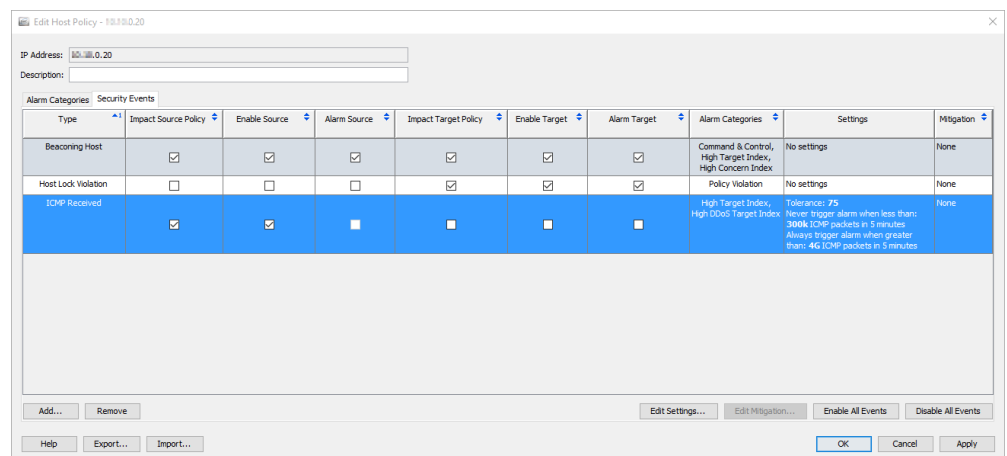 Edit Host Policy - .0.20
IP Address: .0.20
Description:
Alarm Categories Security Events
Type 1 Impact Source Policy Enable Source Alarm Source Impact Target Policy Enable Target Alarm Target Alarm Categories Settings Mitigation
Beaconing Host Command & Control, No settings None
High Target Index,
High Concern Index
Host Lock Violation Policy Violation No settings None
ICMP Received High Target Index, Tolerance: 75 None
High DDoS Target Index Never trigger alarm when less than:
300k ICMP packets in 5 minutes
Always trigger alarm when greater
than: 4G ICMP packets in 5 minutes
Add... Remove Edit Settings... Edit Mitigation... Enable All Events Disable All Events
Help Export... Import... OK Cancel Apply